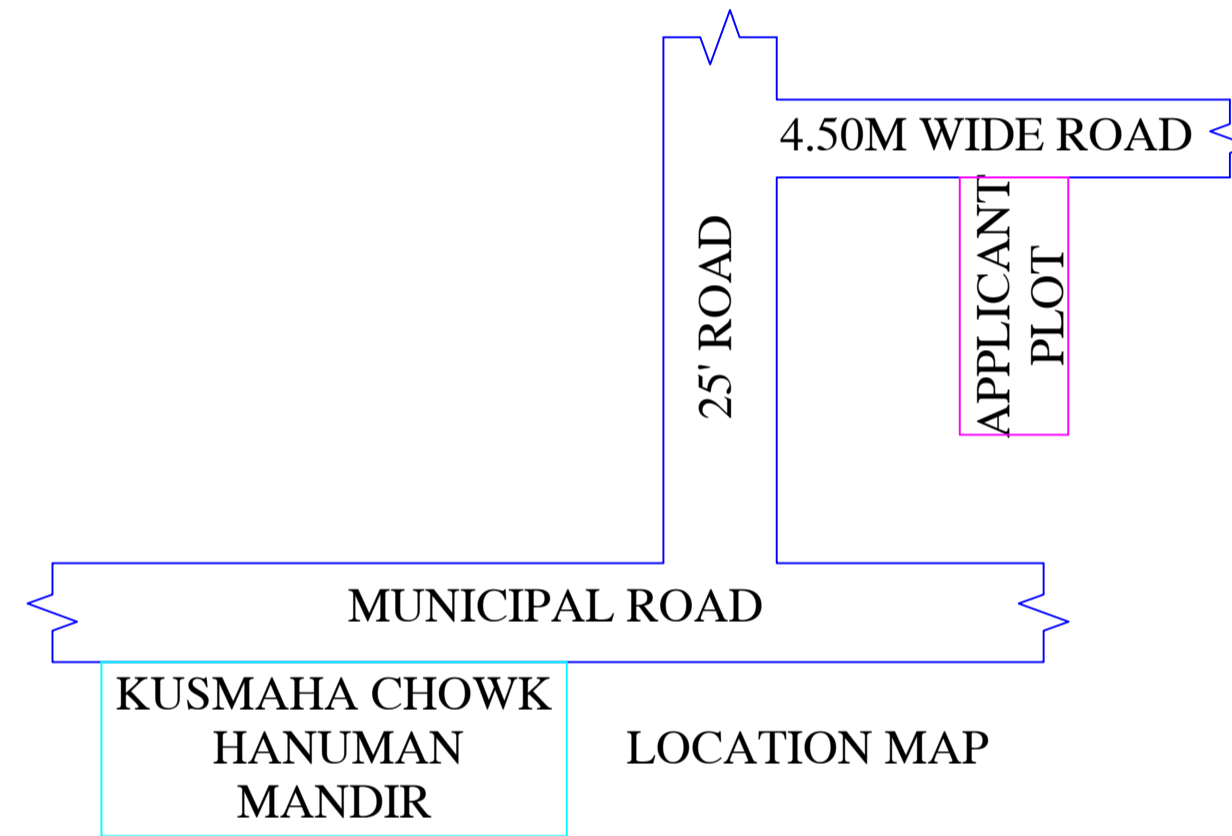 4.50M WIDE ROAD
APPLICANT
PLOT
25' ROAD
MUNICIPAL ROAD
KUSMAHA CHOWK
HANUMAN
MANDIR
LOCATION MAP